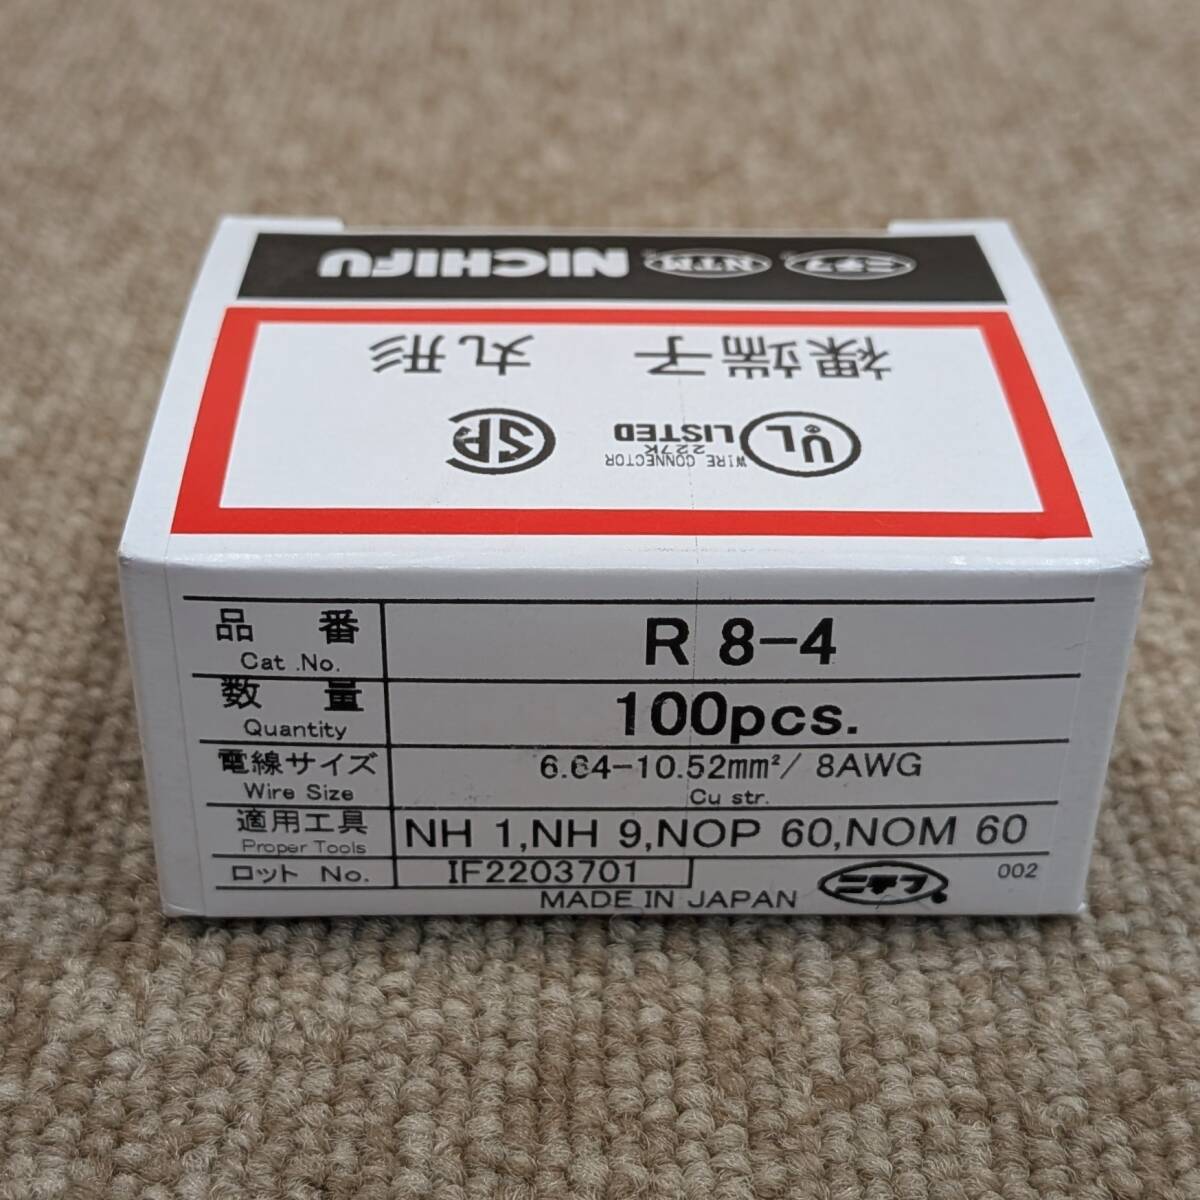 ニチフ NTM NICHIFU
裸端子 丸形
UL LISTED
WIRE CONNECTOR
227K
SP
品番 R 8-4
Cat .No.
数量 100pcs.
Quantity
電線サイズ 6.64-10.52mm²/ 8AWG
Wire Size Cu str.
適用工具 NH 1,NH 9,NOP 60,NOM 60
Proper Tools
ロット No. IF2203701
MADE IN JAPAN ニチフ 002